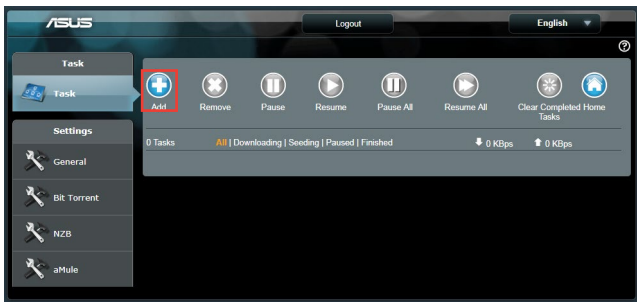 ASUS
Logout
English
Task
Task
Settings
General
Bit Torrent
NZB
aMule
Add
Remove
Pause
Resume
Pause All
Resume All
Clear Completed Tasks
Home
0 Tasks
All | Downloading | Seeding | Paused | Finished
0 KBps
0 KBps